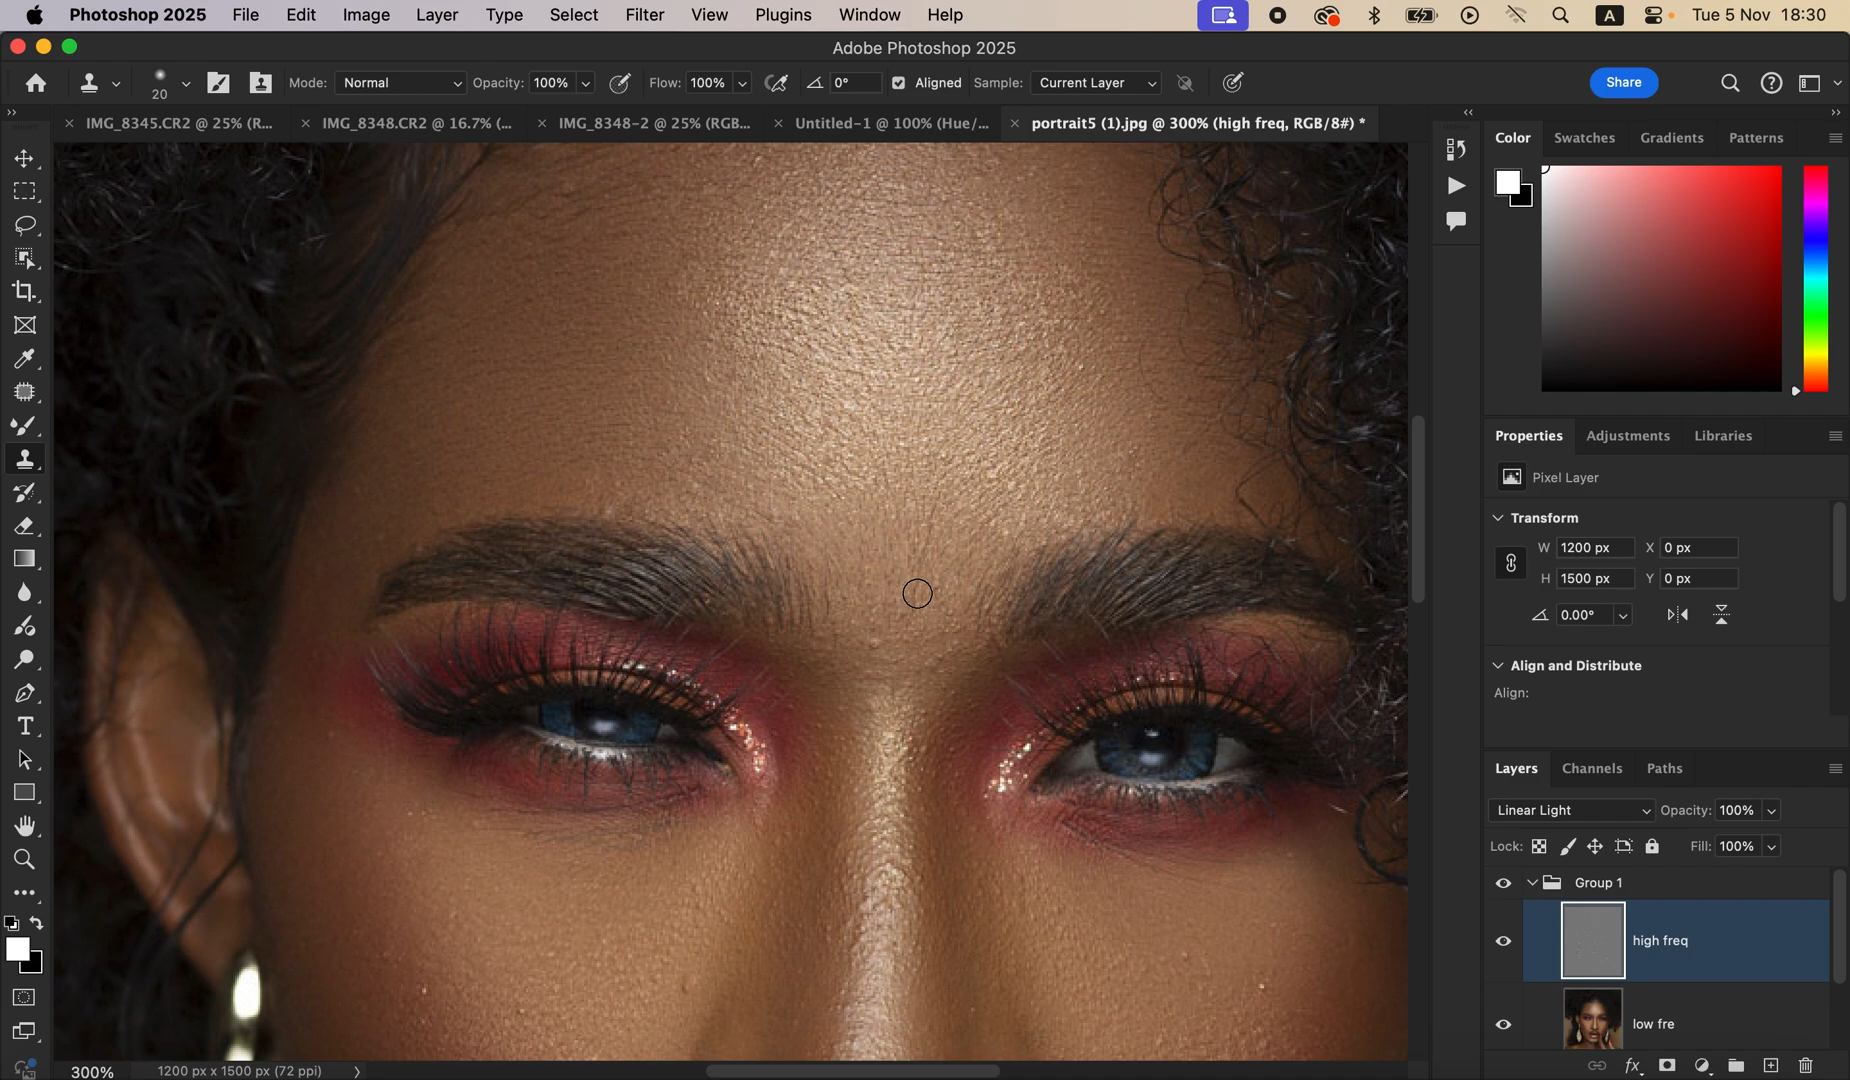 Photoshop 2025 File Edit Image Layer Type Select Filter View Plugins Window Help A Tue 5 Nov 18:30
Adobe Photoshop 2025
20 Mode: Normal Opacity: 100% Flow: 100% 0° Aligned Sample: Current Layer Share
IMG_8345.CR2 @ 25% (R... IMG_8348.CR2 @ 16.7% (... IMG_8348-2 @ 25% (RGB... Untitled-1 @ 100% (Hue/... portrait5 (1).jpg @ 300% (high freq, RGB/8#) *
Color Swatches Gradients Patterns
Properties Adjustments Libraries
Pixel Layer
Transform
W 1200 px X 0 px
H 1500 px Y 0 px
0.00°
Align and Distribute
Align:
Layers Channels Paths
Linear Light Opacity: 100%
Lock: Fill: 100%
Group 1
high freq
low fre
fx
300% 1200 px x 1500 px (72 ppi)